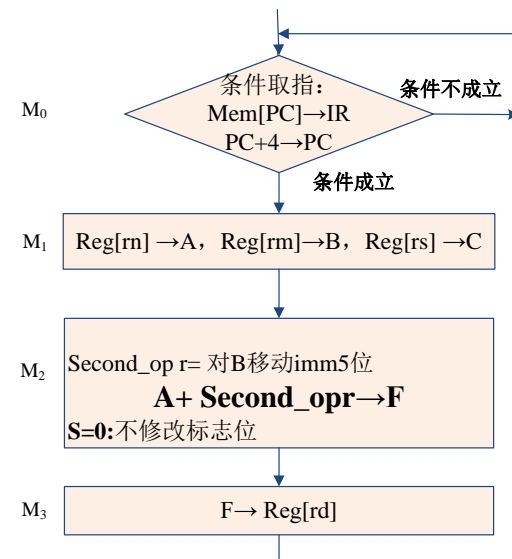 条件取指：
Mem[PC]→IR
PC+4→PC
条件不成立
M₀
条件成立
M₁
Reg[rn] →A，Reg[rm]→B，Reg[rs] →C
M₂
Second_op r= 对B移动imm5位
A+ Second_opr→F
S=0:不修改标志位
M₃
F→ Reg[rd]